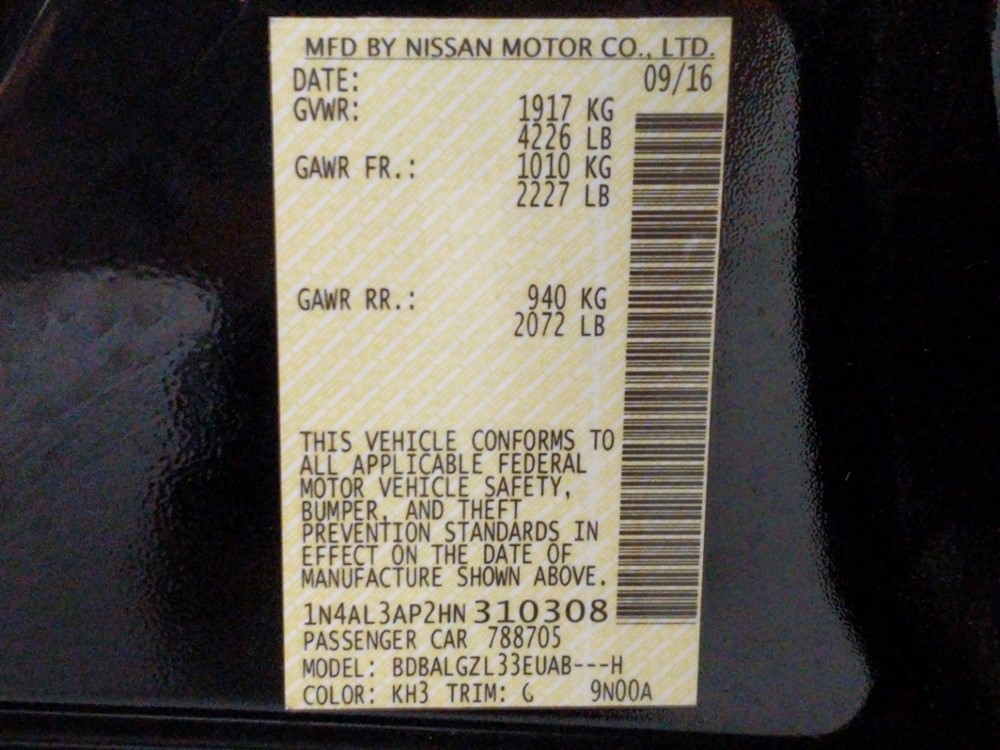 MFD BY NISSAN MOTOR CO., LTD.
DATE: 09/16
GVWR: 1917 KG
4226 LB
GAWR FR.: 1010 KG
2227 LB
GAWR RR.: 940 KG
2072 LB
THIS VEHICLE CONFORMS TO
ALL APPLICABLE FEDERAL
MOTOR VEHICLE SAFETY,
BUMPER, AND THEFT
PREVENTION STANDARDS IN
EFFECT ON THE DATE OF
MANUFACTURE SHOWN ABOVE.
1N4AL3AP2HN 310308
PASSENGER CAR 788705
MODEL: BDBALGZL33EUAB---H
COLOR: KH3 TRIM: G 9N00A